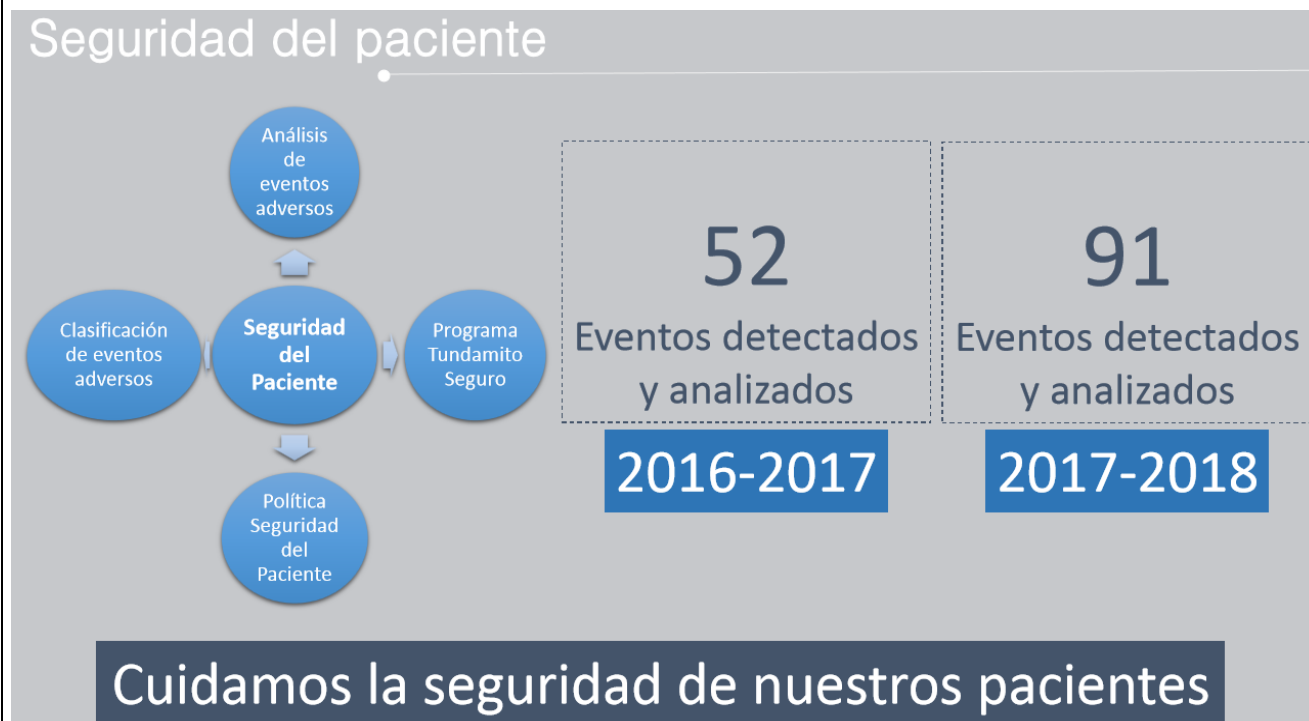 Seguridad del paciente
Análisis
de
eventos
adversos
Clasificación
de eventos
adversos
Seguridad
del
Paciente
Programa
Tundamito
Seguro
Política
Seguridad
del
Paciente
52
Eventos detectados
y analizados
2016-2017
91
Eventos detectados
y analizados
2017-2018
Cuidamos la seguridad de nuestros pacientes